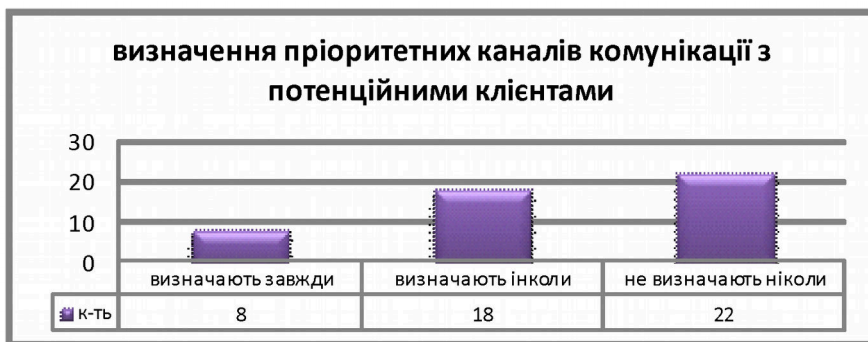 визначення пріоритетних каналів комунікації з
потенційними клієнтами
30
20
10
0
визначають завжди визначають інколи не визначають ніколи
к-ть 8 18 22